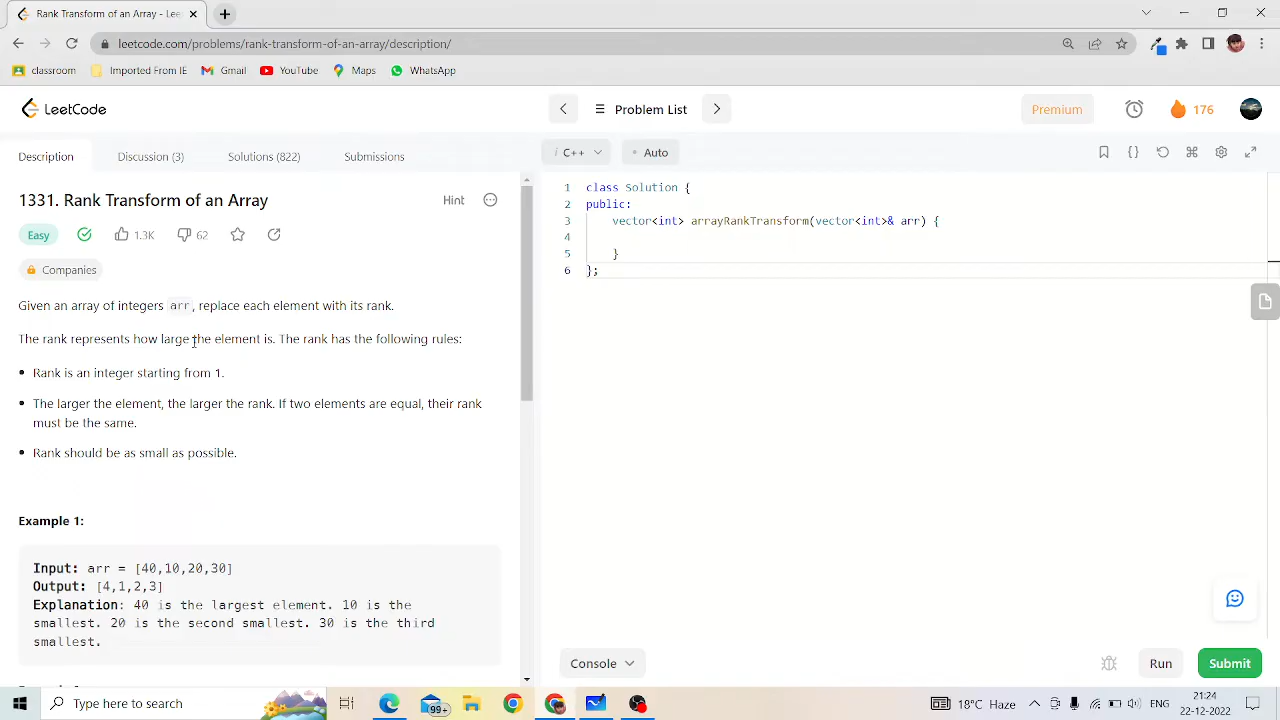 Rank Transform of an Array - Lee
leetcode.com/problems/rank-transform-of-an-array/description/
classroom Imported From IE Gmail YouTube Maps WhatsApp
LeetCode Problem List Premium 176
Description Discussion (3) Solutions (822) Submissions
i C++ Auto
1331. Rank Transform of an Array Hint
Easy 1.3K 62
Companies
Given an array of integers arr, replace each element with its rank.
The rank represents how large the element is. The rank has the following rules:
• Rank is an integer starting from 1.
• The larger the element, the larger the rank. If two elements are equal, their rank
must be the same.
• Rank should be as small as possible.
Example 1:
Input: arr = [40,10,20,30]
Output: [4,1,2,3]
Explanation: 40 is the largest element. 10 is the
smallest. 20 is the second smallest. 30 is the third
smallest.
1 class Solution {
2 public:
3 vector<int> arrayRankTransform(vector<int>& arr) {
4
5 }
6 };
Console Run Submit
Type here to search
99+
18°C Haze ENG
21:24
22-12-2022